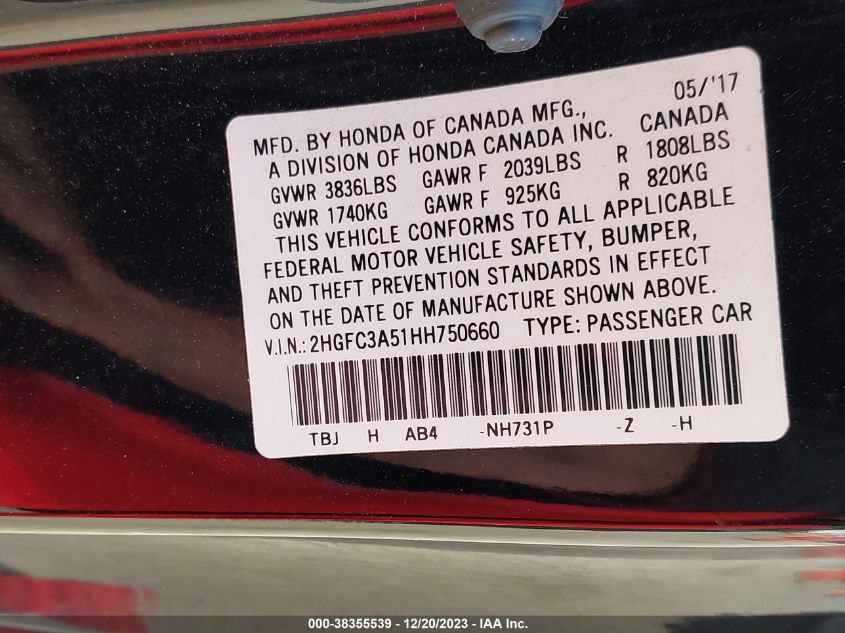 05/'17
MFD. BY HONDA OF CANADA MFG., CANADA
A DIVISION OF HONDA CANADA INC.
GVWR 3836LBS GAWR F 2039LBS R 1808LBS
GVWR 1740KG GAWR F 925KG R 820KG
THIS VEHICLE CONFORMS TO ALL APPLICABLE
FEDERAL MOTOR VEHICLE SAFETY, BUMPER,
AND THEFT PREVENTION STANDARDS IN EFFECT
ON THE DATE OF MANUFACTURE SHOWN ABOVE.
V.I.N.: 2HGFC3A51HH750660 TYPE: PASSENGER CAR
TBJ H AB4 -NH731P -Z -H
000-38355539 - 12/20/2023 - IAA Inc.